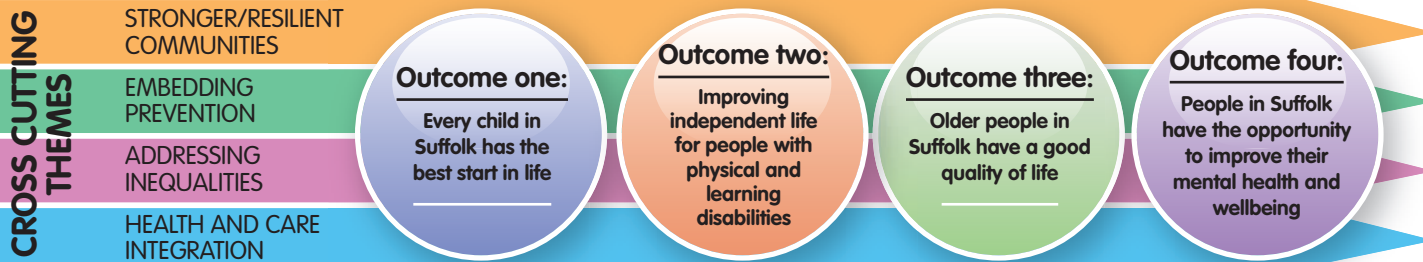 CROSS CUTTING
THEMES
STRONGER/RESILIENT
COMMUNITIES
EMBEDDING
PREVENTION
ADDRESSING
INEQUALITIES
HEALTH AND CARE
INTEGRATION
Outcome one:
Every child in
Suffolk has the
best start in life
Outcome two:
Improving
independent life
for people with
physical and
learning
disabilities
Outcome three:
Older people in
Suffolk have a good
quality of life
Outcome four:
People in Suffolk
have the opportunity
to improve their
mental health and
wellbeing